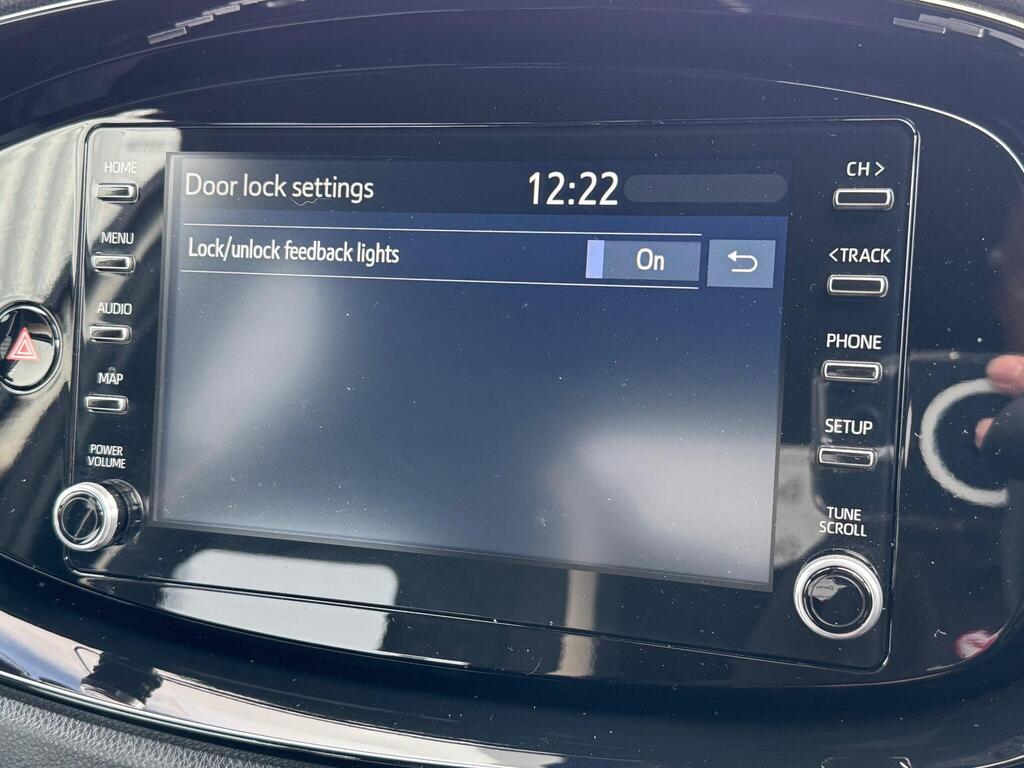 HOME
MENU
AUDIO
MAP
POWER
VOLUME
Door lock settings
12:22
Lock/unlock feedback lights
On
CH >
<TRACK
PHONE
SETUP
TUNE
SCROLL